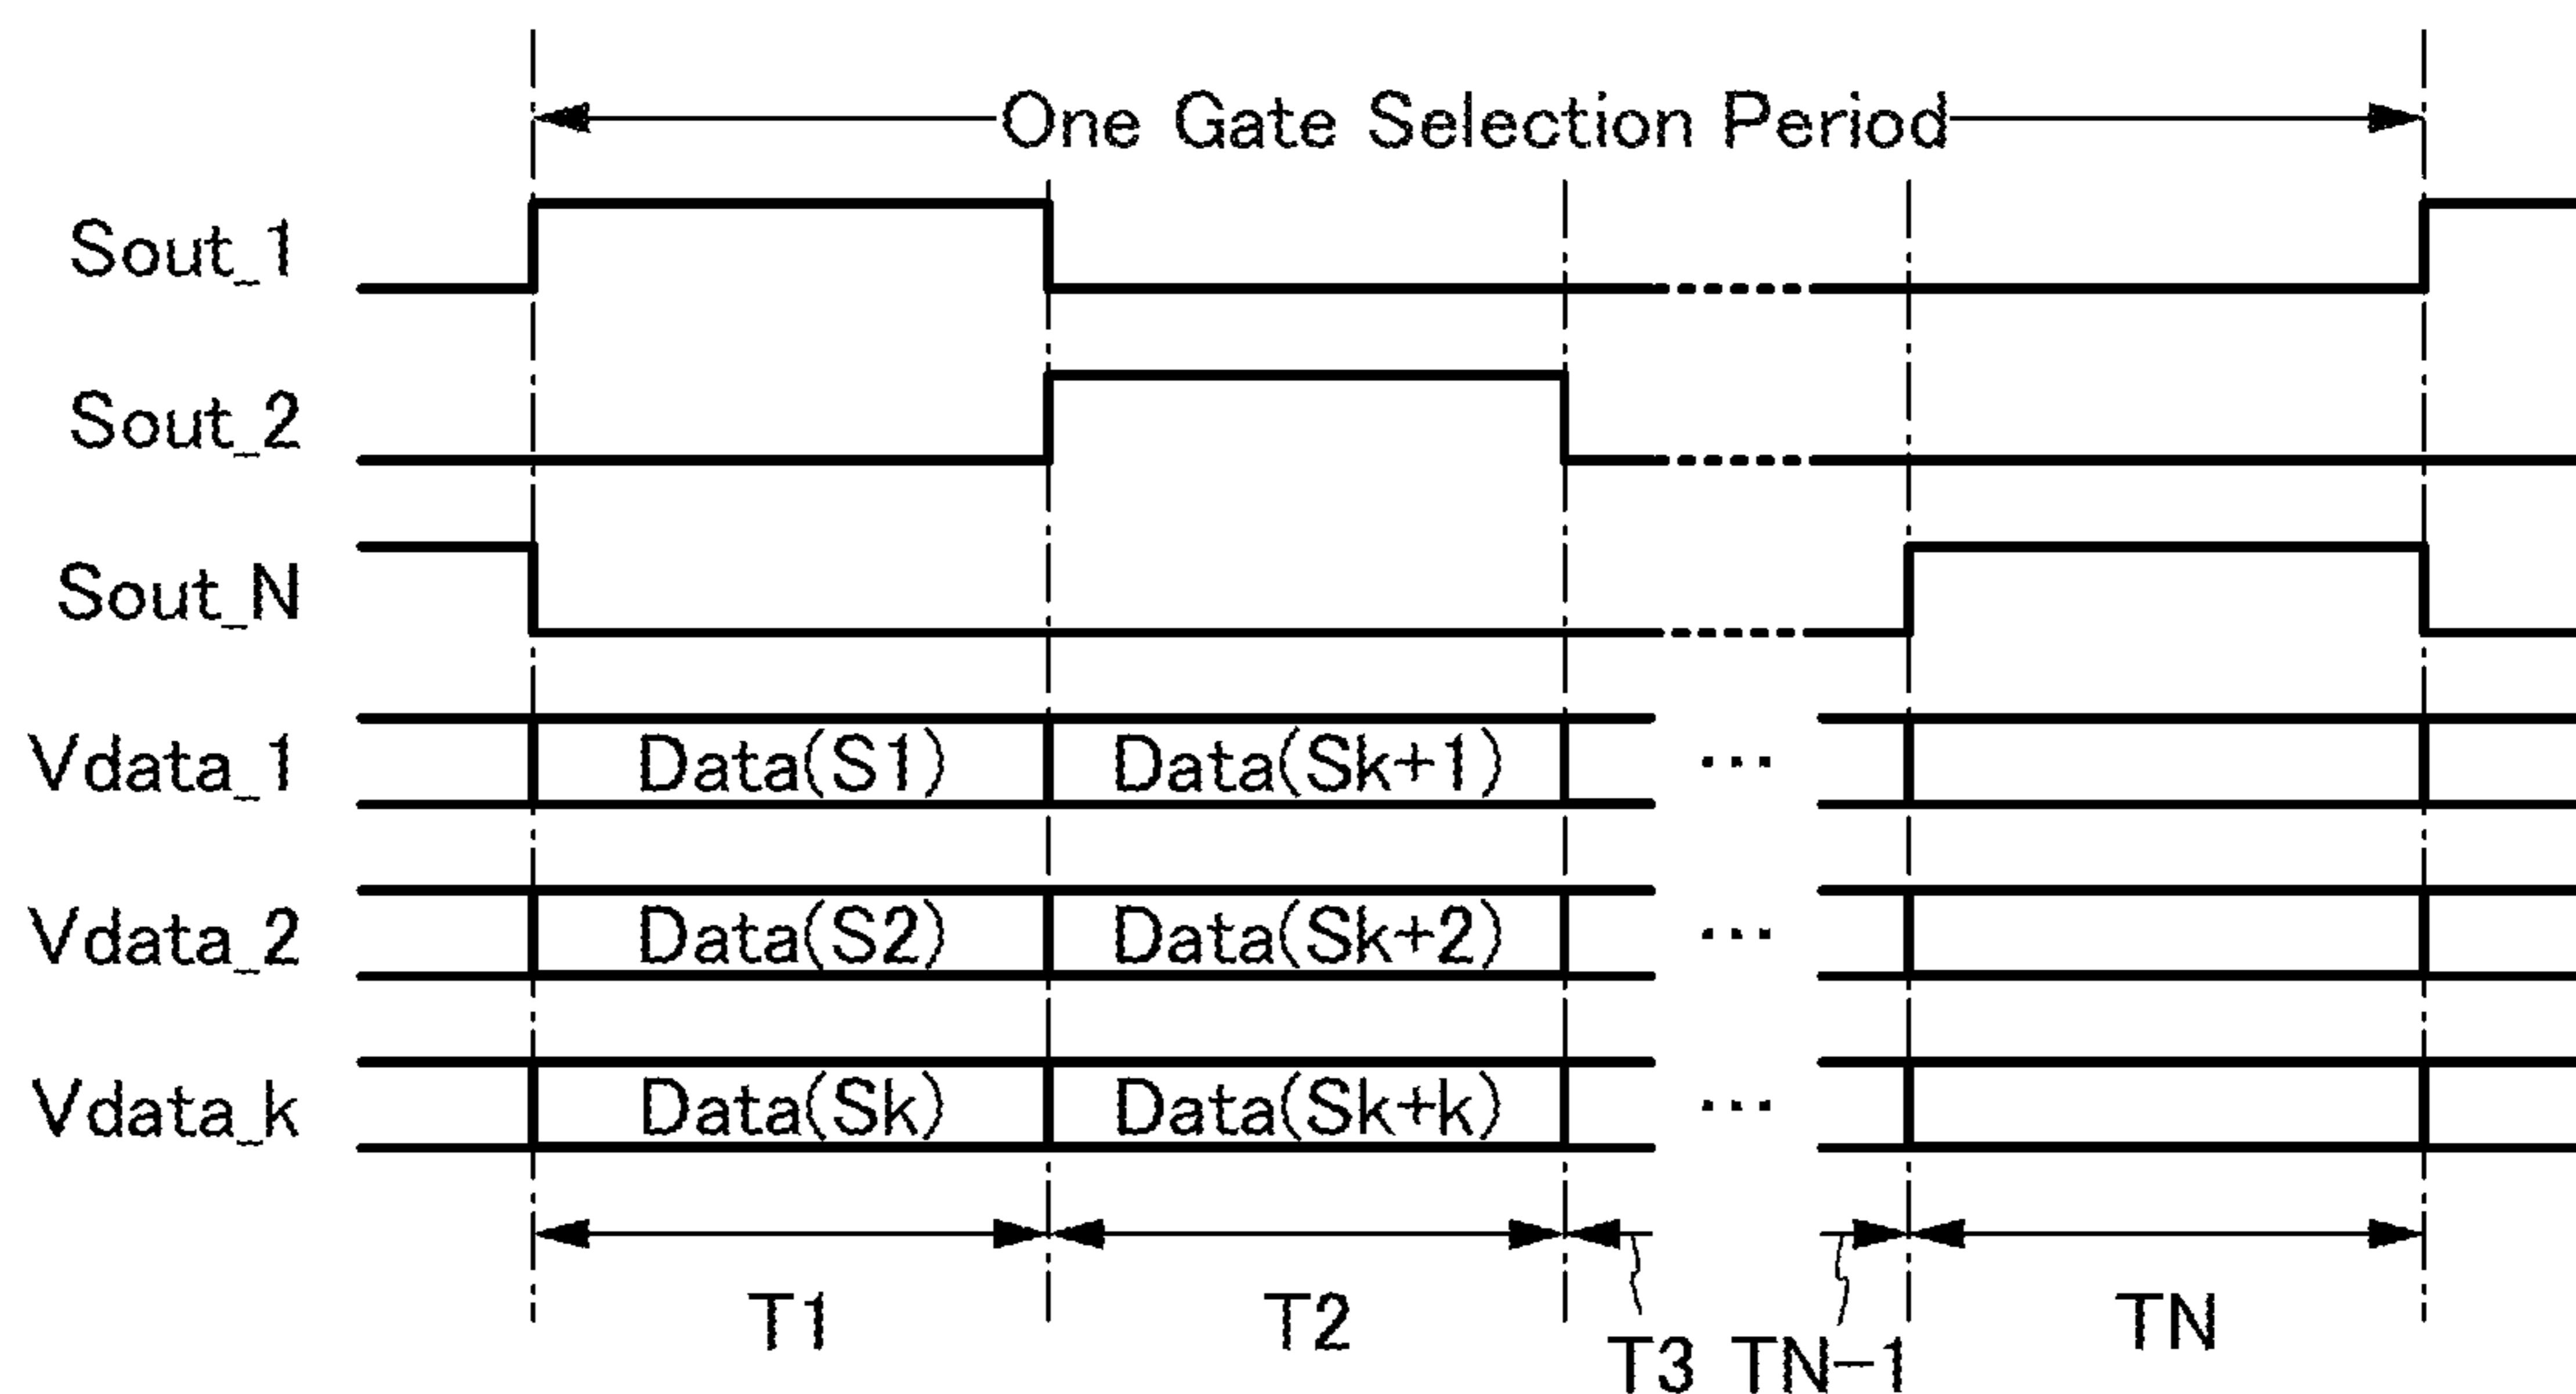 One Gate Selection Period
Sout_1
Sout_2
Sout_N
Vdata_1 Data(S1) Data(Sk+1) ...
Vdata_2 Data(S2) Data(Sk+2) ...
Vdata_k Data(Sk) Data(Sk+k) ...
T1 T2 T3 TN-1 TN